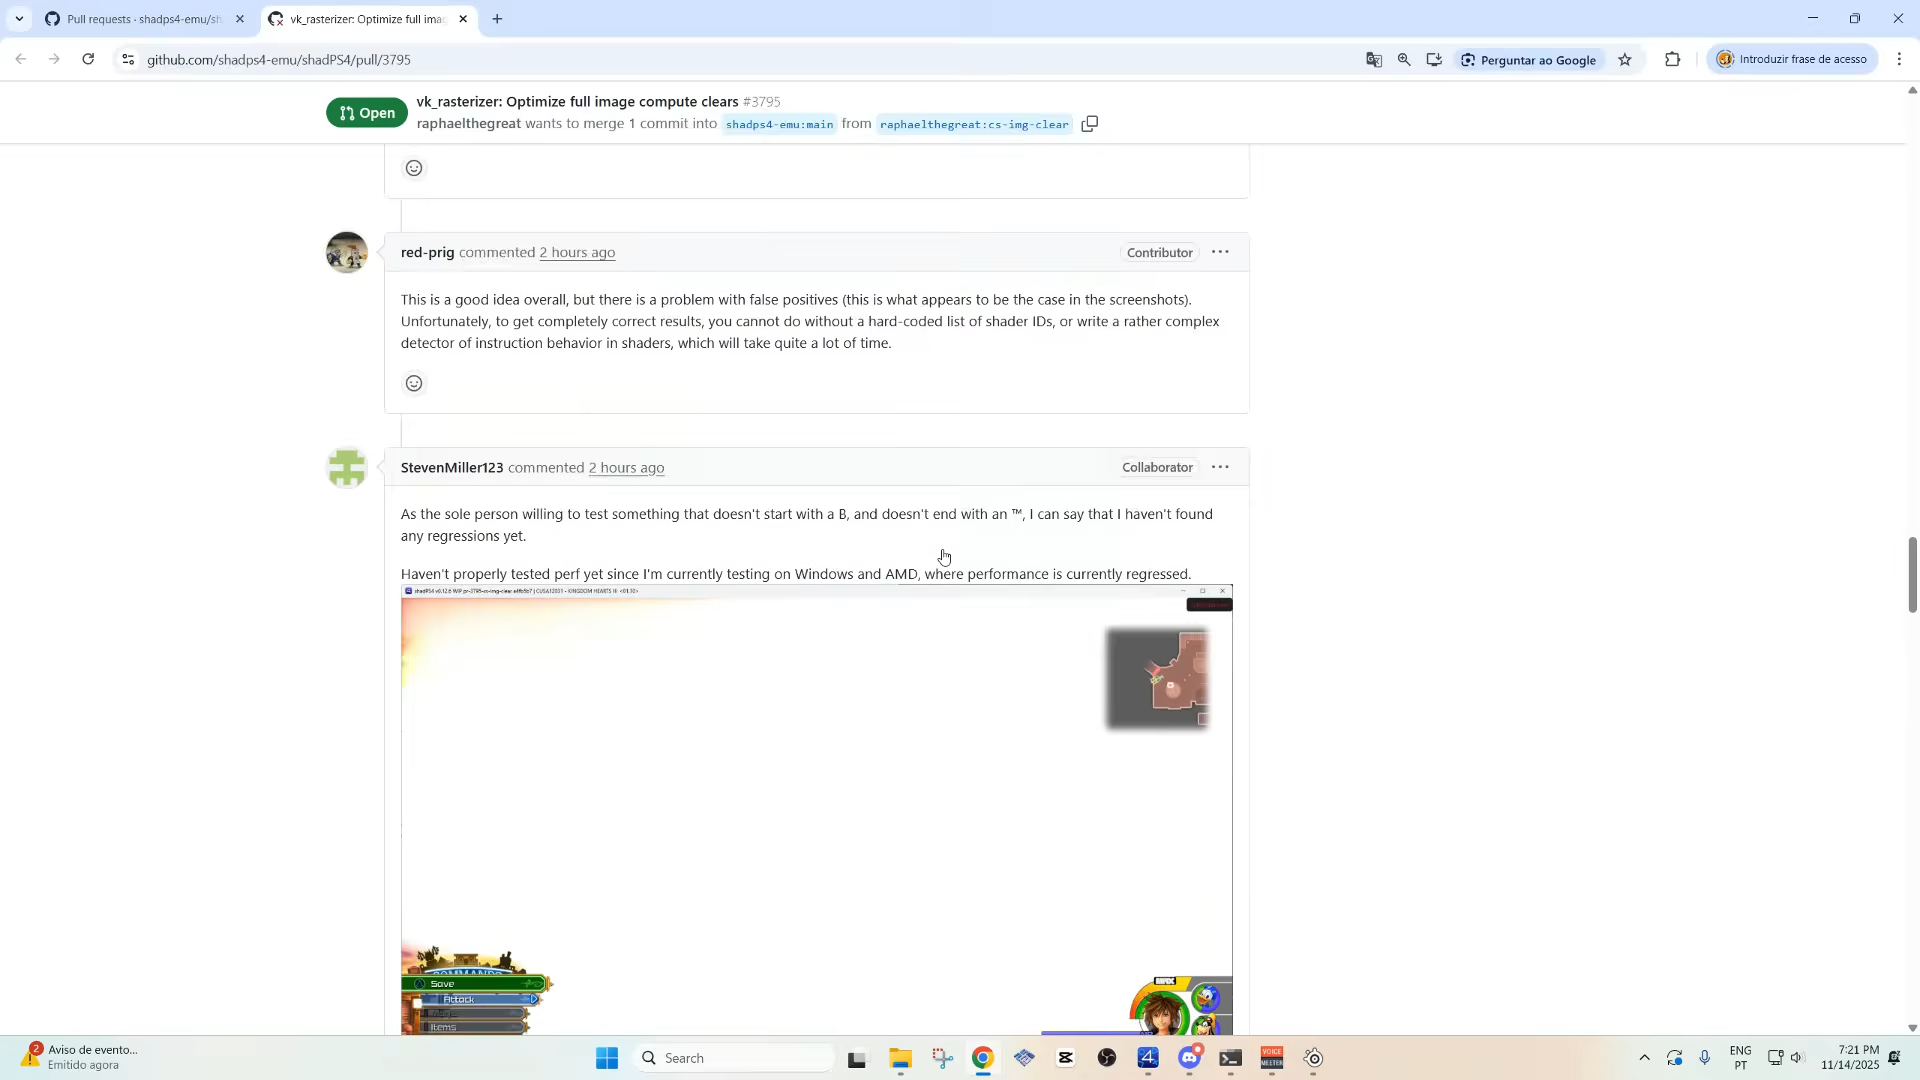 Pull requests · shadps4-emu/sh
vk_rasterizer: Optimize full ima
github.com/shadps4-emu/shadPS4/pull/3795
Perguntar ao Google
Introduzir frase de acesso
Open
vk_rasterizer: Optimize full image compute clears #3795
raphaelthegreat wants to merge 1 commit into shadps4-emu:main from raphaelthegreat:cs-img-clear
red-prig commented 2 hours ago
Contributor
This is a good idea overall, but there is a problem with false positives (this is what appears to be the case in the screenshots).
Unfortunately, to get completely correct results, you cannot do without a hard-coded list of shader IDs, or write a rather complex
detector of instruction behavior in shaders, which will take quite a lot of time.
StevenMiller123 commented 2 hours ago
Collaborator
As the sole person willing to test something that doesn't start with a B, and doesn't end with an ™, I can say that I haven't found
any regressions yet.
Haven't properly tested perf yet since I'm currently testing on Windows and AMD, where performance is currently regressed.
COMMANDS
Save
Attack
Items
MAX
2
Aviso de evento...
Emitido agora
Search
4
VOICE
MEETER
ENG
PT
7:21 PM
11/14/2025